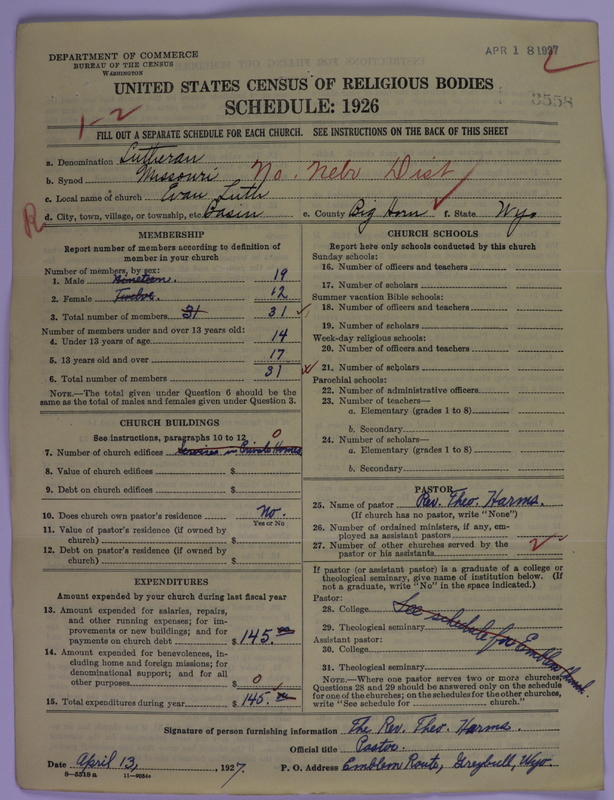 DEPARTMENT OF COMMERCE
BUREAU OF THE CENSUS
WASHINGTON
APR 18 1927
2
3558
UNITED STATES CENSUS OF RELIGIOUS BODIES
SCHEDULE: 1926
1-2
FILL OUT A SEPARATE SCHEDULE FOR EACH CHURCH. SEE INSTRUCTIONS ON THE BACK OF THIS SHEET
a. Denomination Lutheran
b. Synod Missouri No. Nebr Dist
c. Local name of church Evan Luth
R
d. City, town, village, or township, etc. Basin e. County Big Horn f. State Wyo
MEMBERSHIP
Report number of members according to definition of
member in your church
Number of members, by sex:
1. Male Nineteen. 19
2. Female Twelve. 12
3. Total number of members 31 31
Number of members under and over 13 years old:
4. Under 13 years of age 14
5. 13 years old and over 17
6. Total number of members 31
NOTE.—The total given under Question 6 should be the
same as the total of males and females given under Question 3.
CHURCH BUILDINGS
See instructions, paragraphs 10 to 12
7. Number of church edifices Services in Private Homes 0
8. Value of church edifices $
9. Debt on church edifices $
10. Does church own pastor's residence No.
Yes or No
11. Value of pastor's residence (if owned by
church) $
12. Debt on pastor's residence (if owned by
church) $
EXPENDITURES
Amount expended by your church during last fiscal year
13. Amount expended for salaries, repairs,
and other running expenses; for im-
provements or new buildings; and for
payments on church debt $ 145.
14. Amount expended for benevolences, in-
cluding home and foreign missions; for
denominational support; and for all
other purposes $ 0
15. Total expenditures during year $ 145.
CHURCH SCHOOLS
Report here only schools conducted by this church
Sunday schools:
16. Number of officers and teachers
17. Number of scholars
Summer vacation Bible schools:
18. Number of officers and teachers
19. Number of scholars
Week-day religious schools:
20. Number of officers and teachers
21. Number of scholars
Parochial schools:
22. Number of administrative officers
23. Number of teachers—
a. Elementary (grades 1 to 8)
b. Secondary
24. Number of scholars—
a. Elementary (grades 1 to 8)
b. Secondary
PASTOR
25. Name of pastor Rev. Theo. Harms.
(If church has no pastor, write "None")
26. Number of ordained ministers, if any, em-
ployed as assistant pastors
27. Number of other churches served by the
pastor or his assistants 2
If pastor (or assistant pastor) is a graduate of a college or
theological seminary, give name of institution below. (If
not a graduate, write "No" in the space indicated.)
Pastor:
28. College
29. Theological seminary
See schedule for Emblem church.
Assistant pastor:
30. College
31. Theological seminary
NOTE.—Where one pastor serves two or more churches,
Questions 28 and 29 should be answered only on the schedule
for one of the churches; on the schedules for the other churches,
write "See schedule for church."
Signature of person furnishing information The Rev. Theo. Harms.
Official title Pastor.
Date April 13, 1927. P. O. Address Emblem Route, Greybull, Wyo.
8-5518 a 11-9034a